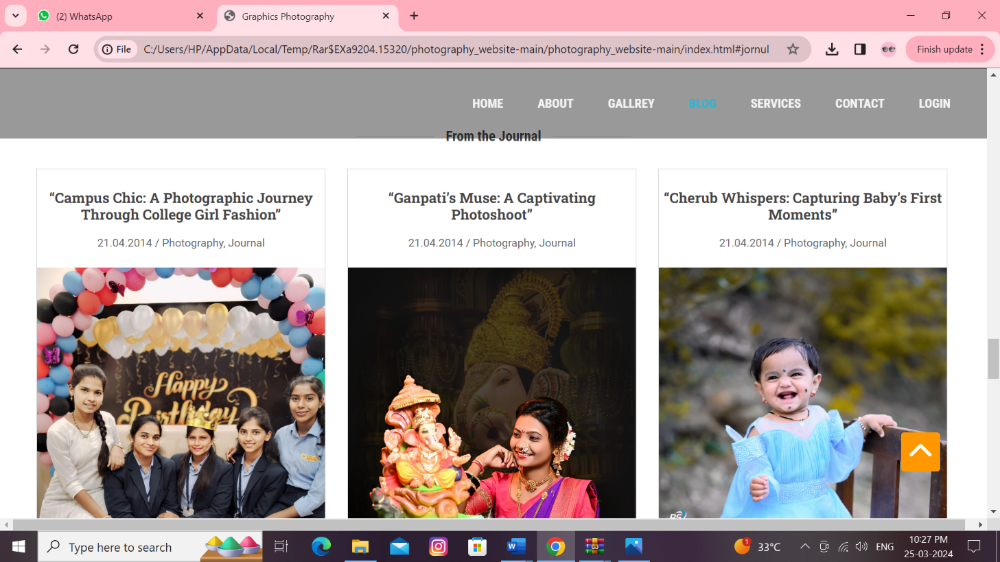 (2) WhatsApp
Graphics Photography
File
C:/Users/HP/AppData/Local/Temp/Rar$EXa9204.15320/photography_website-main/photography_website-main/index.html#jornul
Finish update
HOME
ABOUT
GALLREY
BLOG
SERVICES
CONTACT
LOGIN
From the Journal
“Campus Chic: A Photographic Journey
Through College Girl Fashion”
21.04.2014 / Photography, Journal
Happy
Birthday
“Ganpati’s Muse: A Captivating
Photoshoot”
21.04.2014 / Photography, Journal
“Cherub Whispers: Capturing Baby’s First
Moments”
21.04.2014 / Photography, Journal
Type here to search
1
33°C
ENG
10:27 PM
25-03-2024